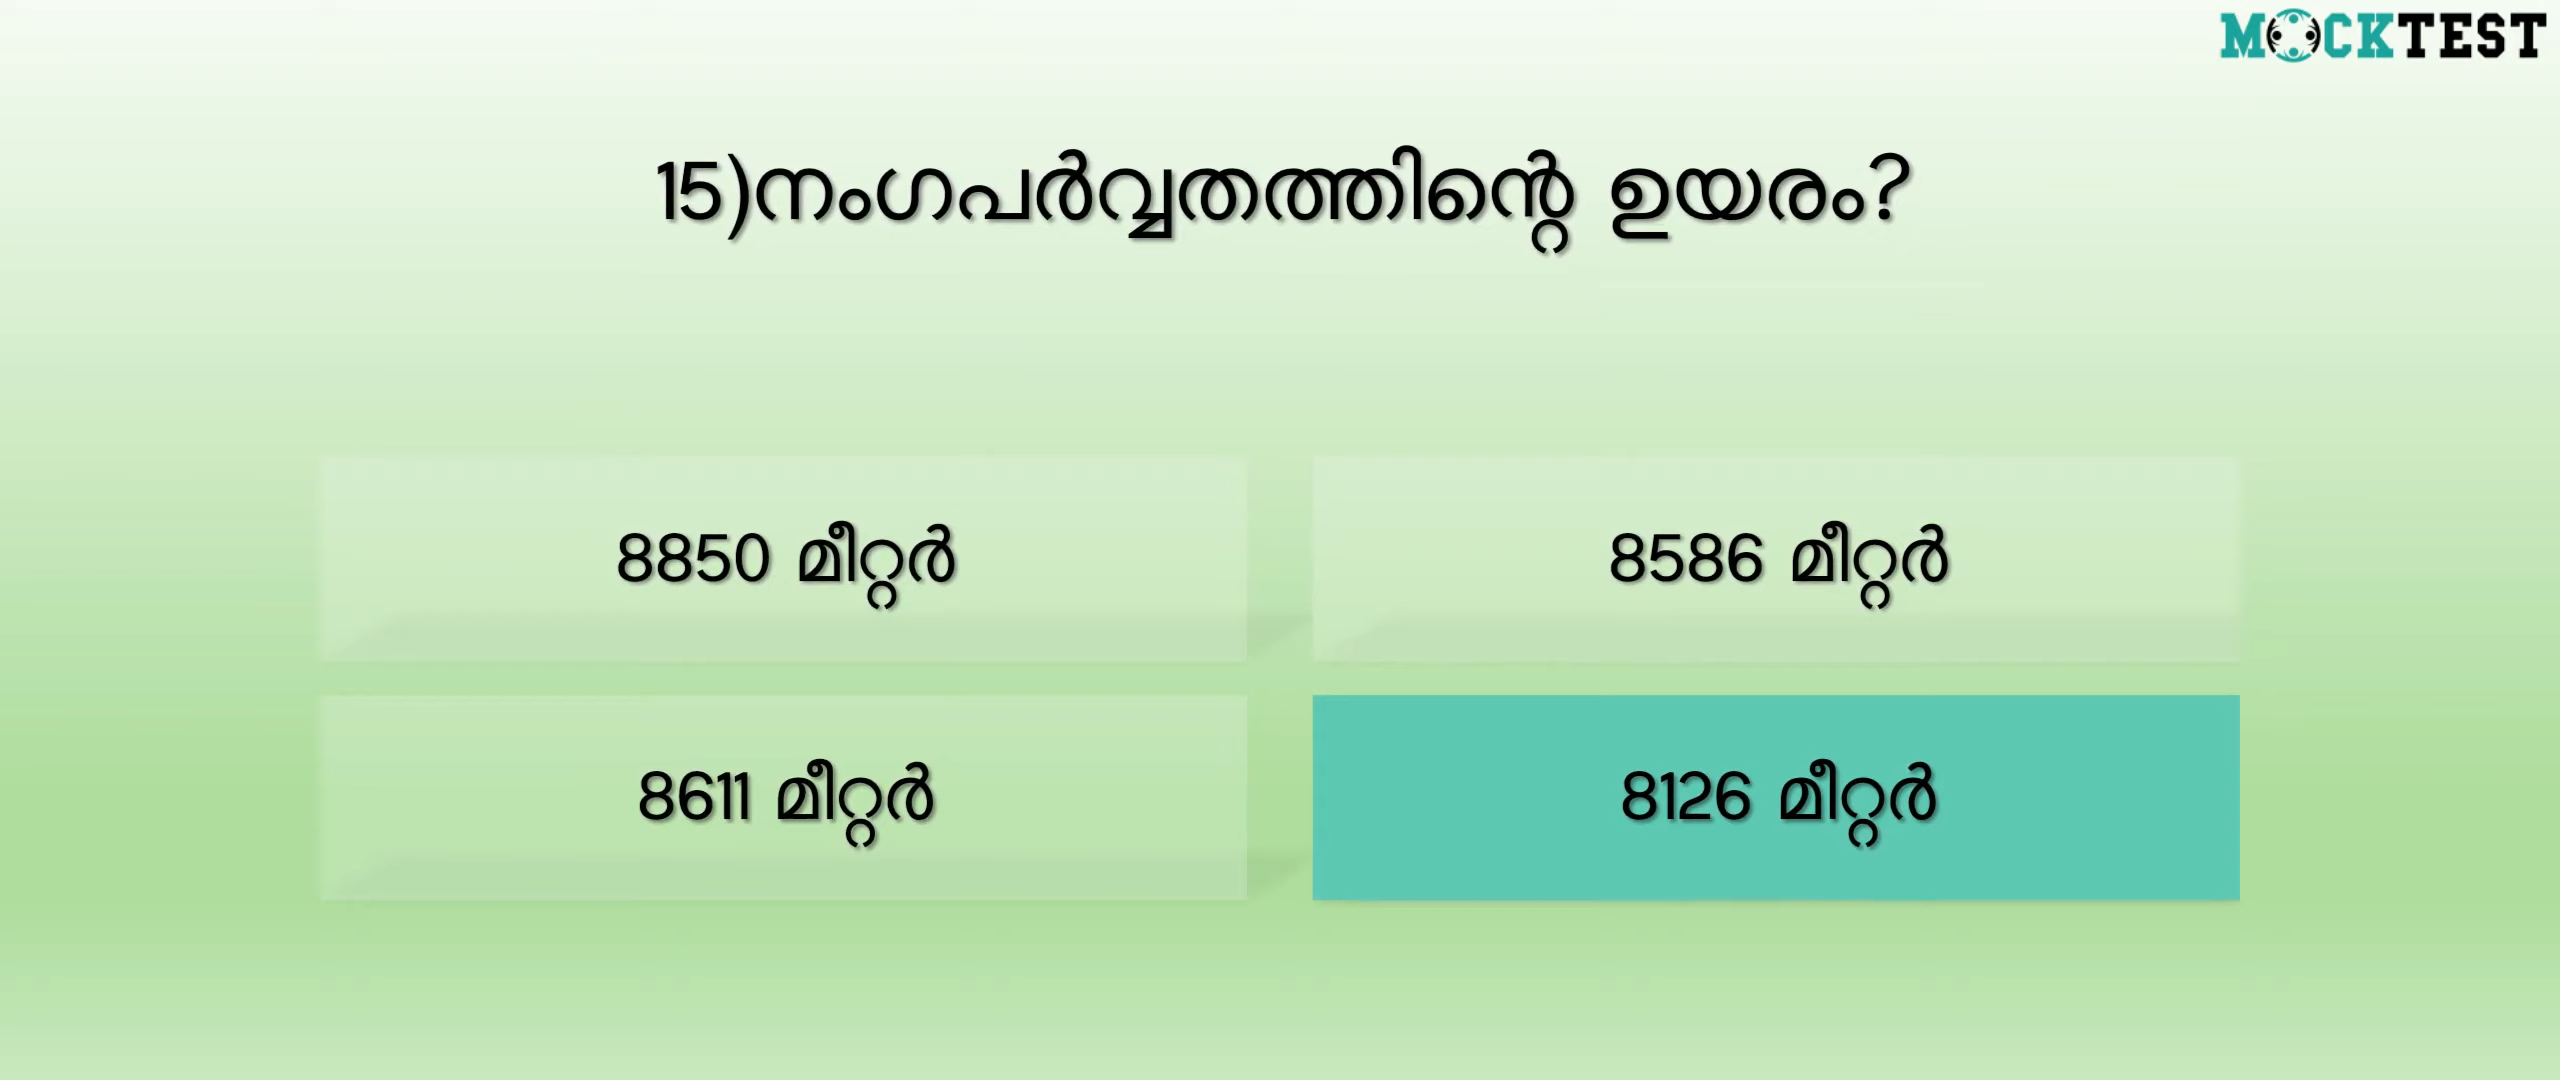 MOCKTEST
15)നംഗപർവ്വതത്തിന്റെ ഉയരം?
8850 മീറ്റർ
8586 മീറ്റർ
8611 മീറ്റർ
8126 മീറ്റർ